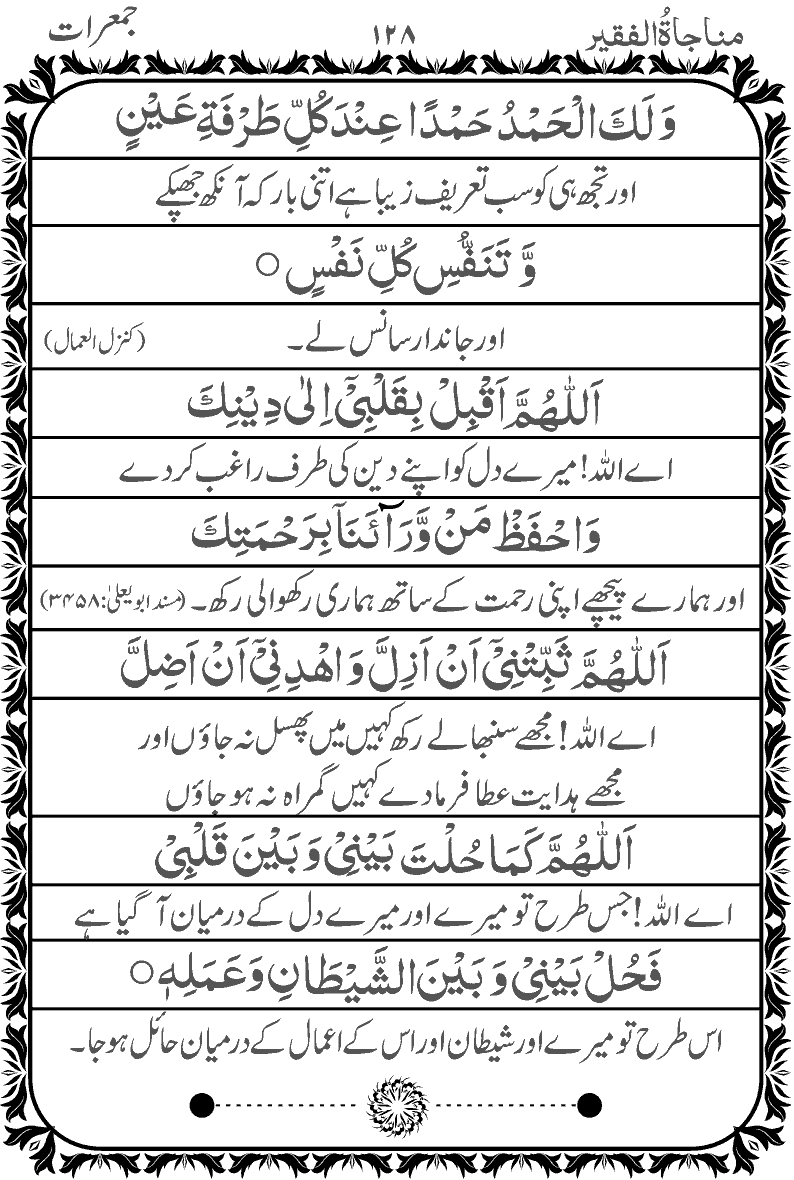 مناجاۃُ الفقیر ۱۲۸ جمعرات
وَلَكَ الْحَمْدُ حَمْدًا عِنْدَ كُلِّ طَرْفَةِ عَيْنٍ
اور تجھ ہی کو سب تعریف زیبا ہے اتنی بار کہ آنکھ جھپکے
وَّ تَنَفُّسِ كُلِّ نَفْسٍ ○
اور جاندار سانس لے۔ (کنزل العمال)
اَللّٰهُمَّ اَقْبِلْ بِقَلْبِىْٓ اِلٰى دِيْنِكَ
اے اللہ! میرے دل کو اپنے دین کی طرف راغب کر دے
وَاحْفَظْ مَنْ وَّرَآئَنَآ بِرَحْمَتِكَ
اور ہمارے پیچھے اپنی رحمت کے ساتھ ہماری رکھوالی رکھ۔ (مسند ابو یعلیٰ: ۳۴۵۸)
اَللّٰهُمَّ ثَبِّتْنِىْٓ اَنْ اَزِلَّ وَاهْدِنِىْٓ اَنْ اَضِلَّ
اے اللہ! مجھے سنبھالے رکھ کہیں میں پھسل نہ جاؤں اور
مجھے ہدایت عطا فرما دے کہیں گمراہ نہ ہو جاؤں
اَللّٰهُمَّ كَمَا حُلْتَ بَيْنِىْ وَبَيْنَ قَلْبِىْ
اے اللہ! جس طرح تو میرے اور میرے دل کے درمیان آ گیا ہے
فَحُلْ بَيْنِىْ وَبَيْنَ الشَّيْطَانِ وَعَمَلِهٖ ○
اس طرح تو میرے اور شیطان اور اس کے اعمال کے درمیان حائل ہو جا۔